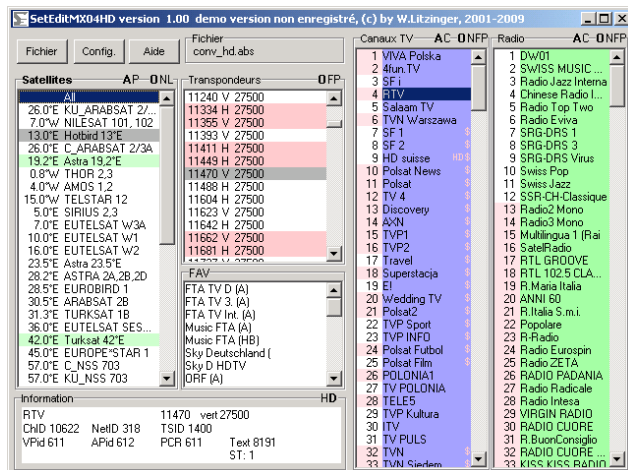 SetEditMX04HD version 1.00 demo version non enregistré, (c) by W.Litzinger, 2001-2009
Fichier
Config.
Aide
Fichier
conv_hd.abs
Satellites AP-ONL
All
26.0°E KU_ARABSAT 2/...
7.0°W NILESAT 101, 102
13.0°E Hotbird 13°E
26.0°E C_ARABSAT 2/3A
19.2°E Astra 19,2°E
0.8°W THOR 2,3
4.0°W AMOS 1,2
15.0°W TELSTAR 12
5.0°E SIRIUS 2,3
7.0°E EUTELSAT W3A
10.0°E EUTELSAT W1
16.0°E EUTELSAT W2
23.5°E Astra 23.5°E
28.2°E ASTRA 2A,2B,2D
28.5°E EUROBIRD 1
30.5°E ARABSAT 2B
31.3°E TURKSAT 1B
36.0°E EUTELSAT SES...
42.0°E Turksat 42°E
45.0°E EUROPE*STAR 1
57.0°E C_NSS 703
57.0°E KU_NSS 703
Transpondeurs OFP
11240 V 27500
11334 H 27500
11355 V 27500
11393 V 27500
11411 H 27500
11449 H 27500
11470 V 27500
11488 H 27500
11604 H 27500
11623 V 27500
11642 H 27500
11662 V 27500
11681 H 27500
11727 V 27500
FAV
FTA TV D (A)
FTA TV 3. (A)
FTA TV Int. (A)
Music FTA (A)
Music FTA (HB)
Sky Deutschland (
Sky D HDTV
ORF (A)
Canaux TV AC-ONFP
1 VIVA Polska
2 4fun.TV
3 SF i
4 RTV
5 Salaam TV
6 TVN Warszawa
7 SF 1 $
8 SF 2 $
9 HD suisse HD$
10 Polsat News $
11 Polsat $
12 TV 4 $
13 Discovery $
14 AXN $
15 TVP1 $
16 TVP2 $
17 Travel $
18 Superstacja $
19 E! $
20 Wedding TV $
21 Polsat2 $
22 TVP Sport $
23 TVP INFO $
24 Polsat Futbol $
25 Polsat Film $
26 POLONIA1
27 TV POLONIA
28 TELE5
29 TVP Kultura
30 ITV
31 TV PULS
32 TVN $
33 TVN Siedem $
Radio AC-ONFP
1 DW01
2 SWISS MUSIC ...
3 Radio Jazz Interna
4 Chinese Radio I...
5 Radio Top Two
6 Radio Eviva
7 SRG-DRS 1
8 SRG-DRS 3
9 SRG-DRS Virus
10 Swiss Pop
11 Swiss Jazz
12 SSR-CH-Classique
13 Radio2 Mono
14 Radio3 Mono
15 Multilingua 1 (Rai
16 SatelRadio
17 RTL GROOVE
18 RTL 102.5 CLA...
19 R.Maria Italia
20 ANNI 60
21 R.Italia S.m.i.
22 Popolare
23 R-Radio
24 Radio Eurospin
25 Radio ZETA
26 RADIO PADANIA
27 Radio Radicale
28 Radio Intesa
29 VIRGIN RADIO
30 RADIO CUORE
31 R.BuonConsiglio
32 RADIO CUORE
33 KISS KISS RADIO
Information HD-
RTV 11470 vert 27500
ChID 10622 NetID 318 TSID 1400
VPid 611 APid 612 PCR 611 Text 8191
ST: 1